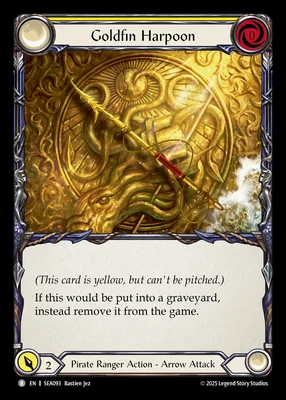 Goldfin Harpoon
(This card is yellow, but can't be pitched.)
If this would be put into a graveyard,
instead remove it from the game.
2
Pirate Ranger Action - Arrow Attack
EN | SEA093 Bastien Jez
© 2025 Legend Story Studios